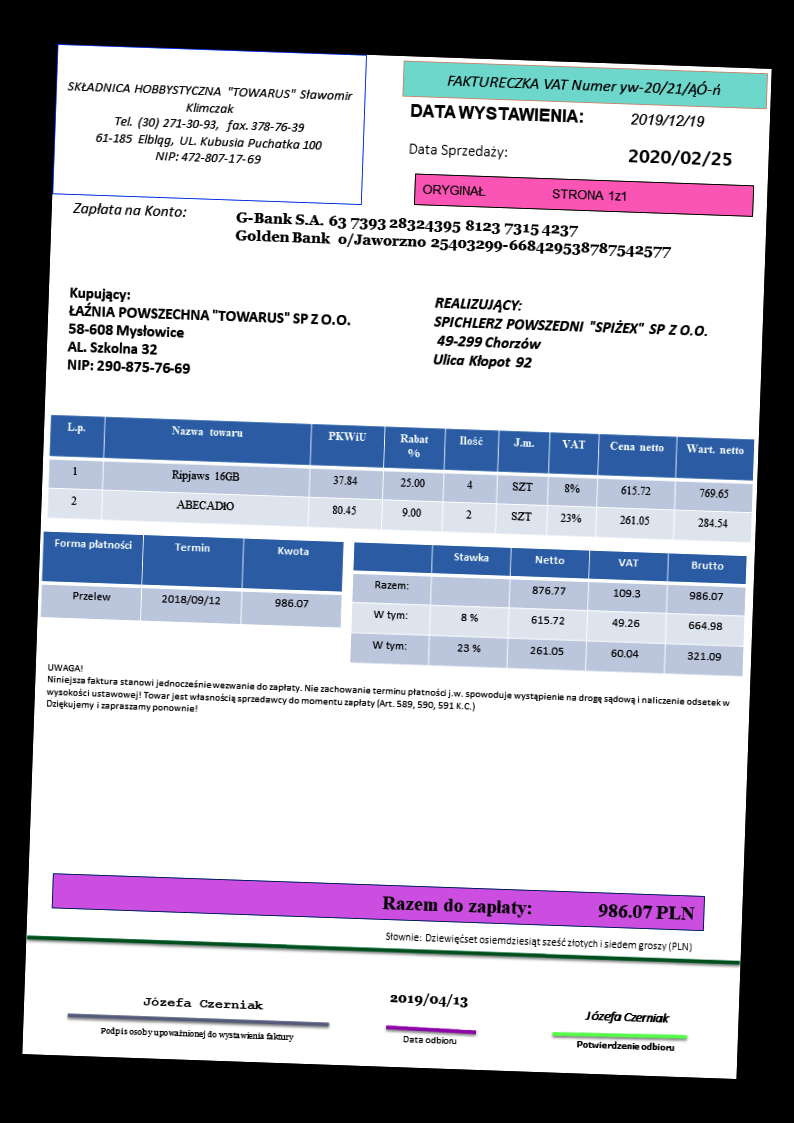 SKŁADNICA HOBBYSTYCZNA "TOWARUS" Sławomir
Klimczak
Tel. (30) 271-30-93, fax. 378-76-39
61-185 Elbląg, UL. Kubusia Puchatka 100
NIP: 472-807-17-69
FAKTURECZKA VAT Numer yw-20/21/ĄÓ-ń
DATA WYSTAWIENIA: 2019/12/19
Data Sprzedaży: 2020/02/25
ORYGINAŁ STRONA 1z1
Zapłata na Konto:
G-Bank S.A. 63 7393 28324395 8123 7315 4237
Golden Bank o/Jaworzno 25403299-668429538787542577
Kupujący:
ŁAŹNIA POWSZECHNA "TOWARUS" SP Z O.O.
58-608 Mysłowice
AL. Szkolna 32
NIP: 290-875-76-69
REALIZUJĄCY:
SPICHLERZ POWSZEDNI "SPIŻEX" SP Z O.O.
49-299 Chorzów
Ulica Kłopot 92
L.p. Nazwa towaru PKWiU Rabat % Ilość J.m. VAT Cena netto Wart. netto
1 Ripjaws 16GB 37.84 25.00 4 SZT 8% 615.72 769.65
2 ABECADŁO 80.45 9.00 2 SZT 23% 261.05 284.54
Forma płatności Termin Kwota
Przelew 2018/09/12 986.07
Stawka Netto VAT Brutto
Razem: 876.77 109.3 986.07
W tym: 8 % 615.72 49.26 664.98
W tym: 23 % 261.05 60.04 321.09
UWAGA!
Niniejsza faktura stanowi jednocześnie wezwanie do zapłaty. Nie zachowanie terminu płatności j.w. spowoduje wystąpienie na drogę sądową i naliczenie odsetek w
wysokości ustawowej! Towar jest własnością sprzedawcy do momentu zapłaty (Art. 589, 590, 591 K.C.)
Dziękujemy i zapraszamy ponownie!
Razem do zapłaty: 986.07 PLN
Słownie: Dziewięćset osiemdziesiąt sześć złotych i siedem groszy (PLN)
Józefa Czerniak
Podpis osoby upoważnionej do wystawienia faktury
2019/04/13
Data odbioru
Józefa Czerniak
Potwierdzenie odbioru